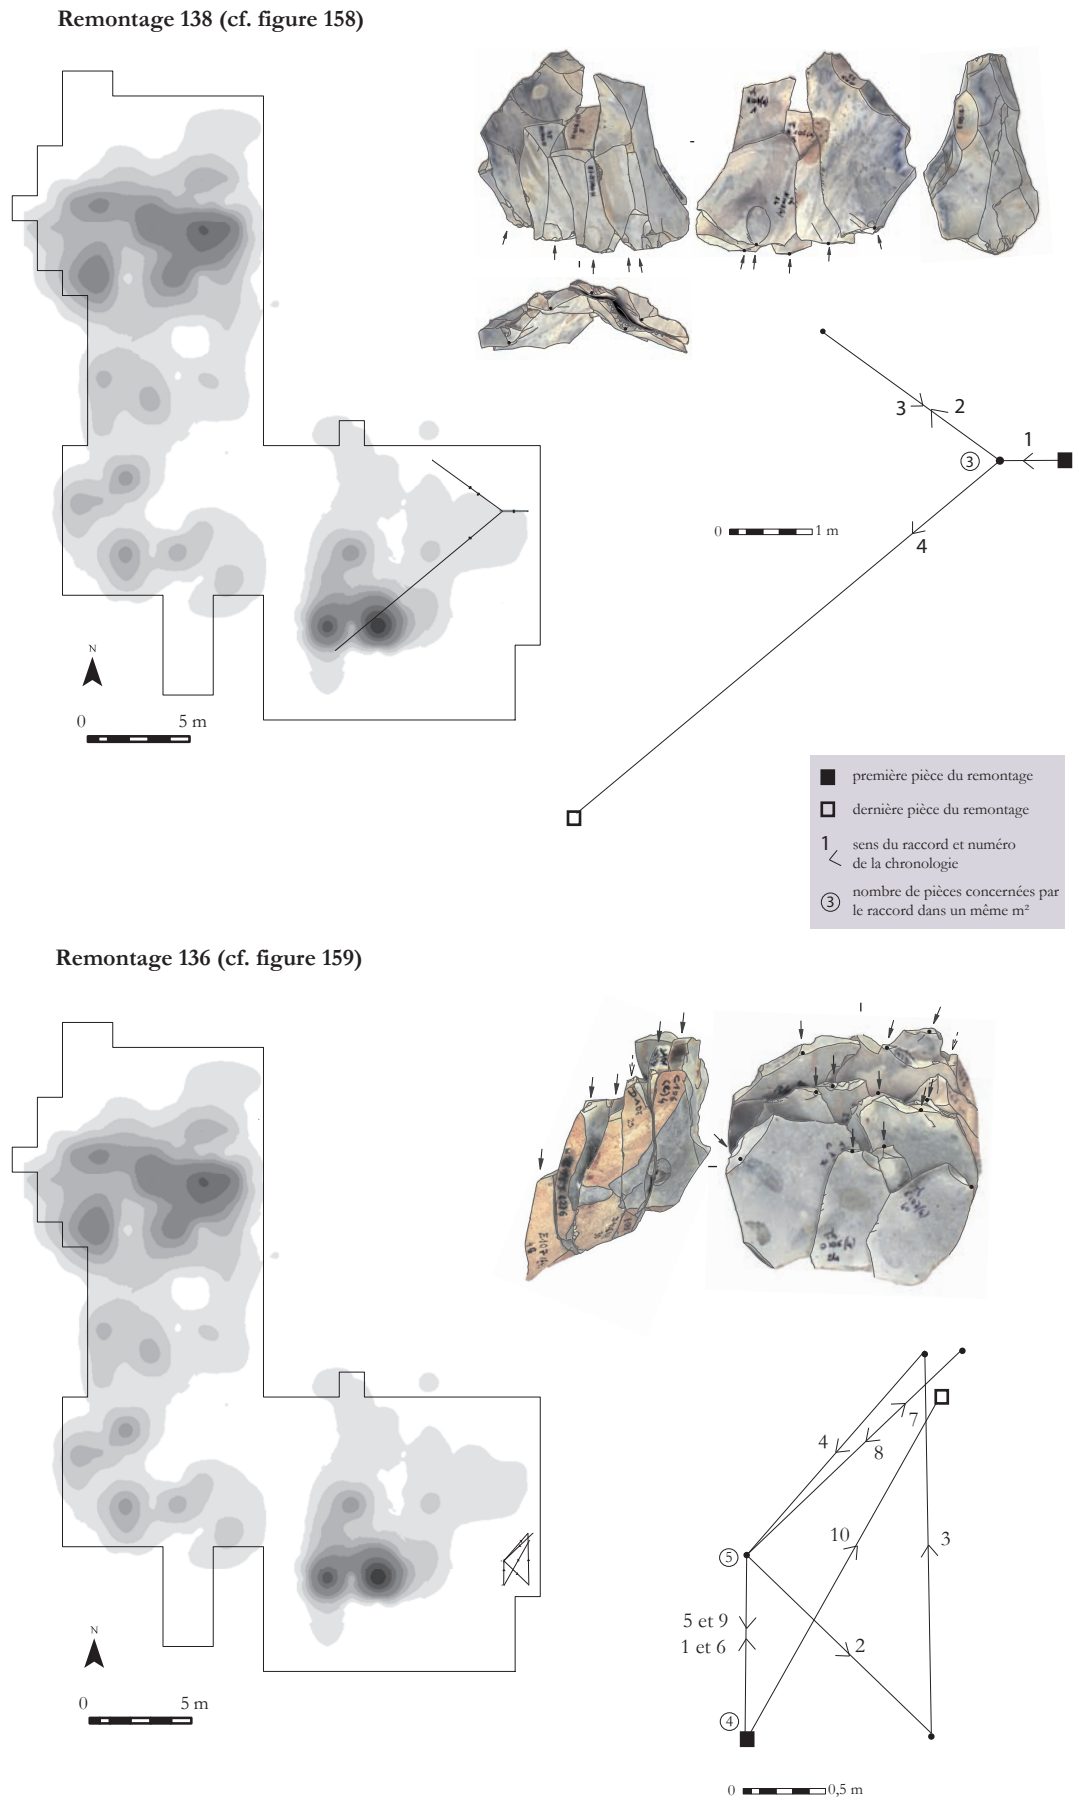 Remontage 138 (cf. figure 158)
3
2
1
3
4
0 1 m
N
0 5 m
première pièce du remontage
dernière pièce du remontage
1 sens du raccord et numéro
de la chronologie
3 nombre de pièces concernées par
le raccord dans un même m²
Remontage 136 (cf. figure 159)
7
4
8
10
3
5
5 et 9
1 et 6
2
4
N
0 5 m
0 0,5 m